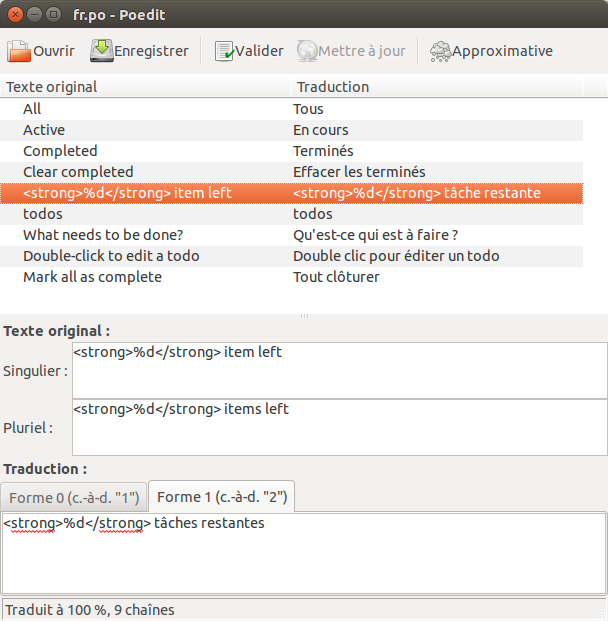 fr.po - Poedit
Ouvrir Enregistrer Valider Mettre à jour Approximative
Texte original Traduction
All Tous
Active En cours
Completed Terminés
Clear completed Effacer les terminés
<strong>%d</strong> item left <strong>%d</strong> tâche restante
todos todos
What needs to be done? Qu'est-ce qui est à faire ?
Double-click to edit a todo Double clic pour éditer un todo
Mark all as complete Tout clôturer
Texte original :
Singulier : <strong>%d</strong> item left
Pluriel : <strong>%d</strong> items left
Traduction :
Forme 0 (c.-à-d. "1") Forme 1 (c.-à-d. "2")
<strong>%d</strong> tâches restantes
Traduit à 100 %, 9 chaînes